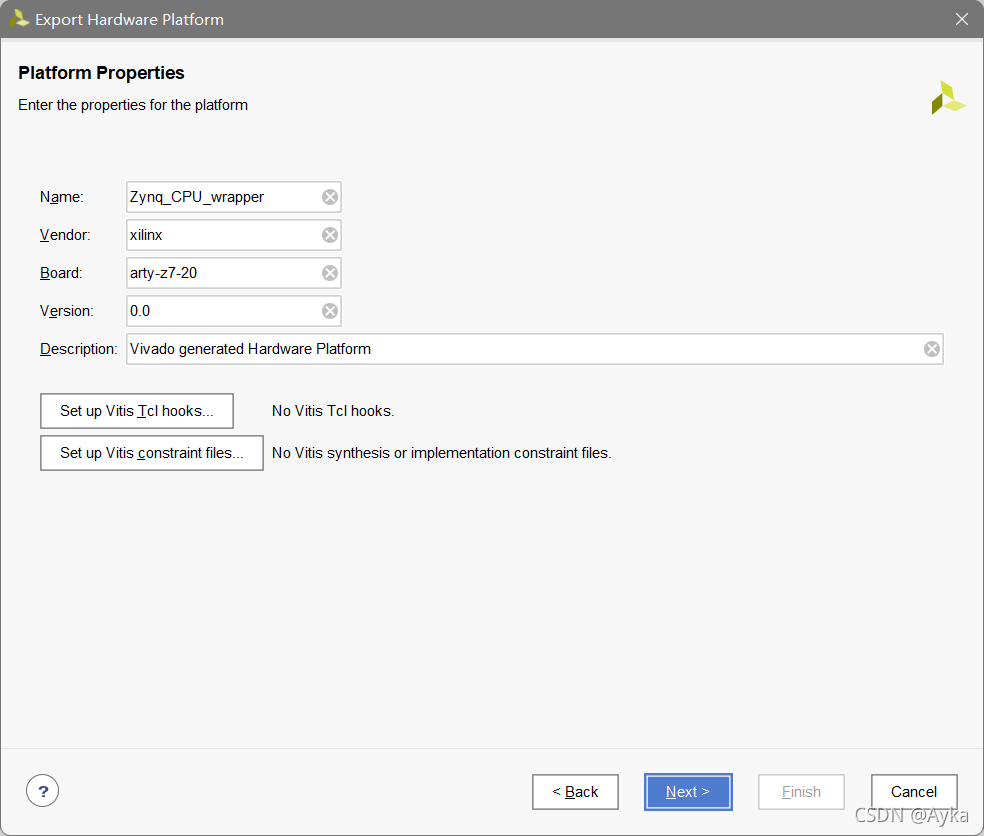 Export Hardware Platform
Platform Properties
Enter the properties for the platform
Name: Zynq_CPU_wrapper
Vendor: xilinx
Board: arty-z7-20
Version: 0.0
Description: Vivado generated Hardware Platform
Set up Vitis Tcl hooks... No Vitis Tcl hooks.
Set up Vitis constraint files... No Vitis synthesis or implementation constraint files.
? < Back Next > Finish Cancel
CSDN @Ayka